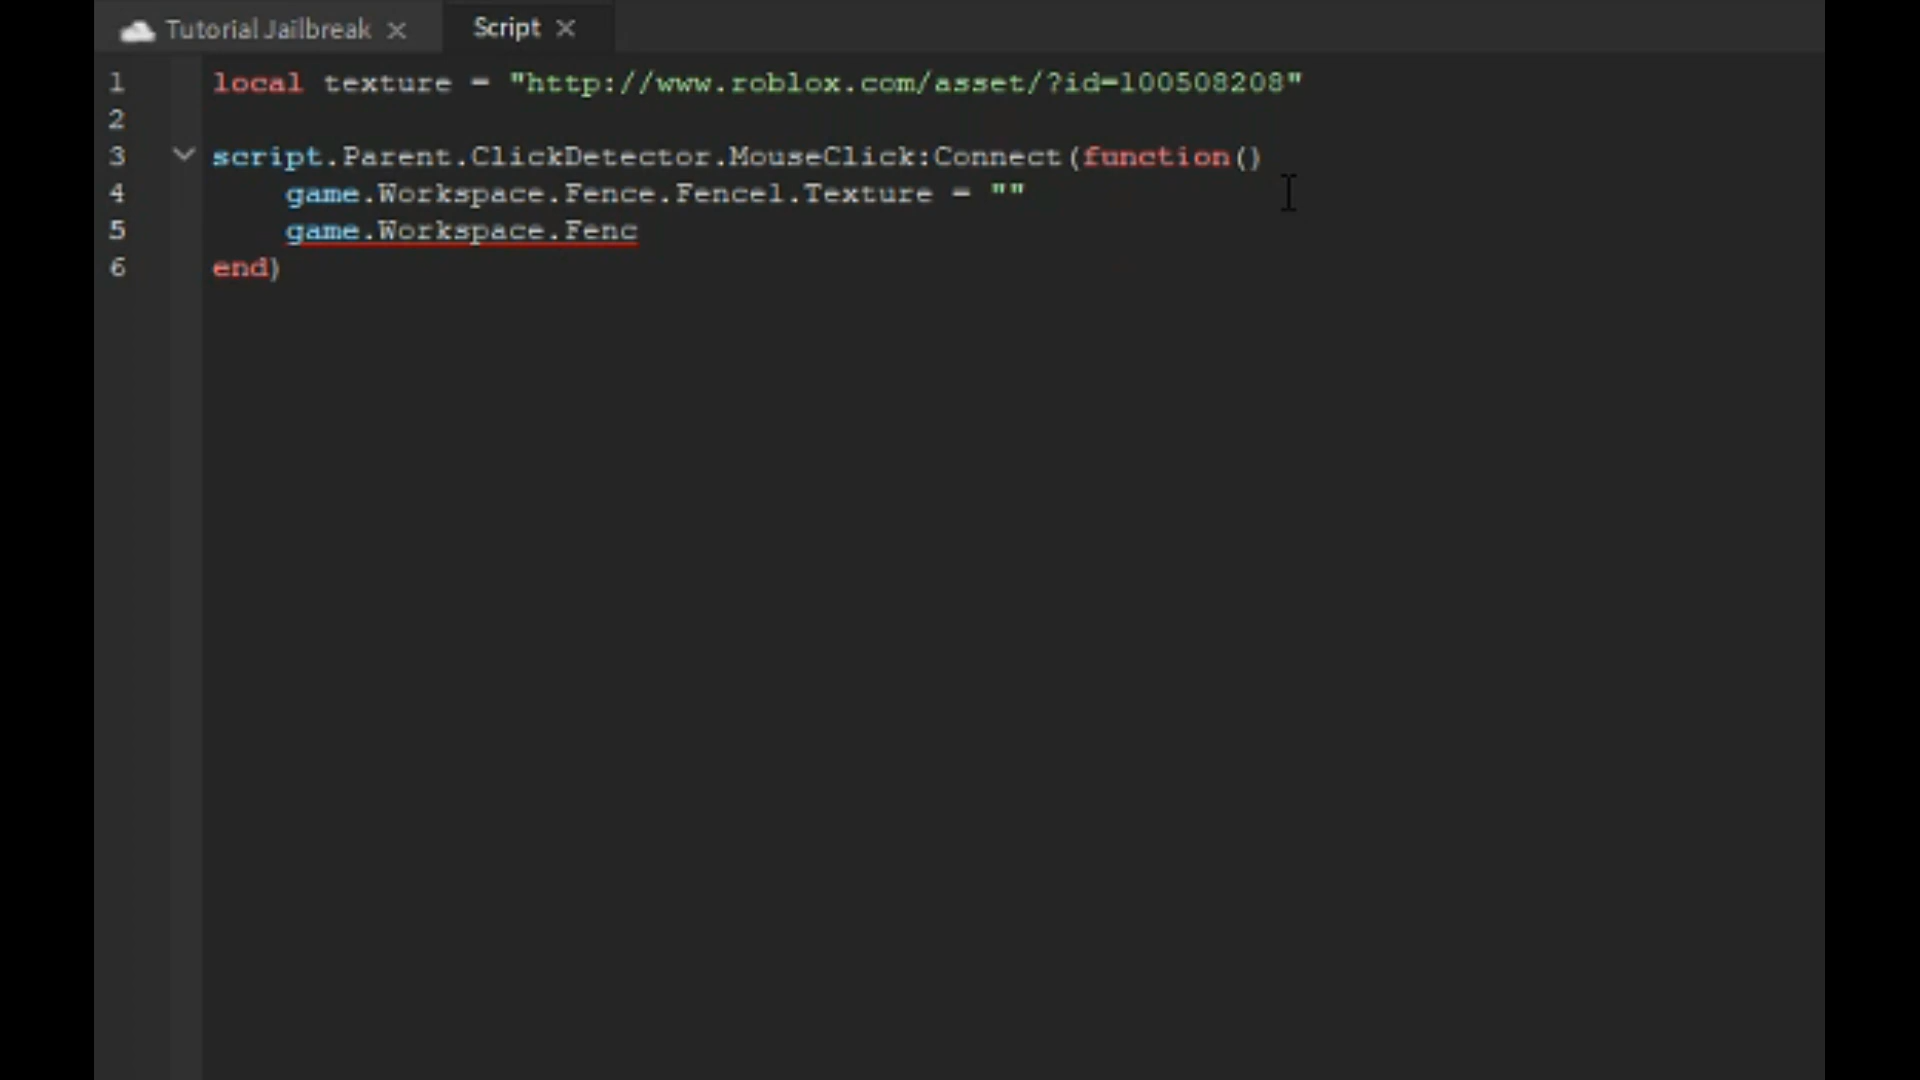 Tutorial Jailbreak
Script
1 local texture = "http://www.roblox.com/asset/?id=100508208"
2
3 script.Parent.ClickDetector.MouseClick:Connect(function()
4 game.Workspace.Fence.Fence1.Texture = ""
5 game.Workspace.Fenc
6 end)